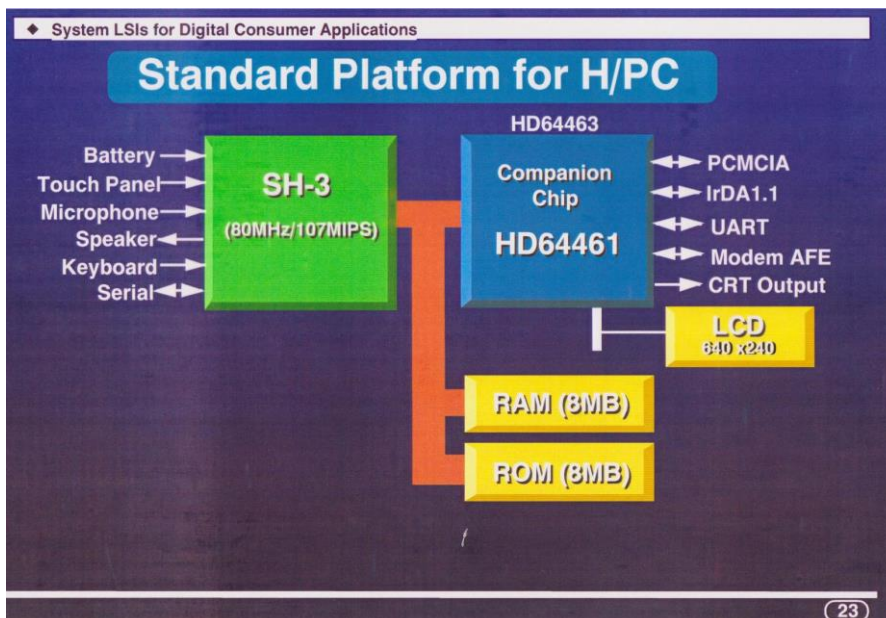 ◆ System LSIs for Digital Consumer Applications
Standard Platform for H/PC
Battery
Touch Panel
Microphone
Speaker
Keyboard
Serial
SH-3
(80MHz/107MIPS)
HD64463
Companion
Chip
HD64461
PCMCIA
IrDA1.1
UART
Modem AFE
CRT Output
LCD
640 x240
RAM (8MB)
ROM (8MB)
23